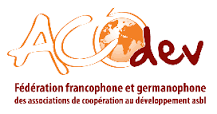 ACOdev
Fédération francophone et germanophone
des associations de coopération au développement asbl